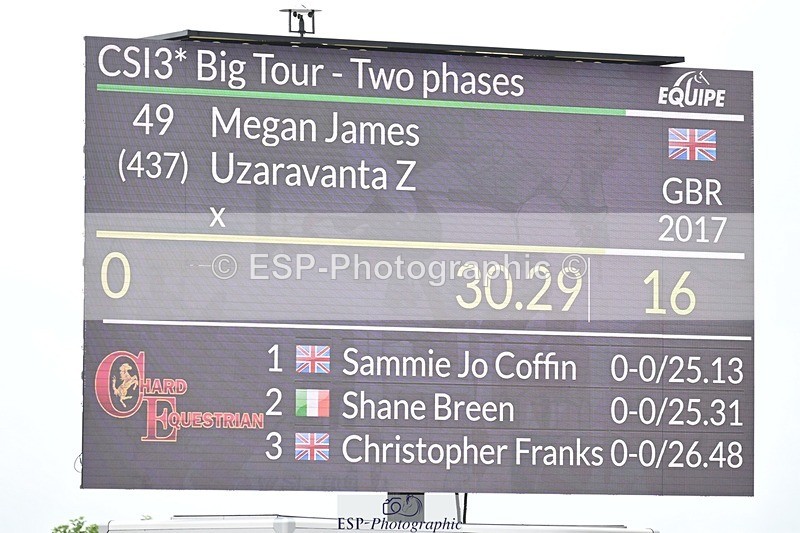 CSI3* Big Tour - Two phases
EQUIPE
49 Megan James
(437) Uzaravanta Z
GBR
x
2017
© ESP-Photographic ©
0 30.29 16
1 Sammie Jo Coffin 0-0/25.13
2 Shane Breen 0-0/25.31
3 Christopher Franks 0-0/26.48
CHARD
EQUESTRIAN
ESP-Photographic